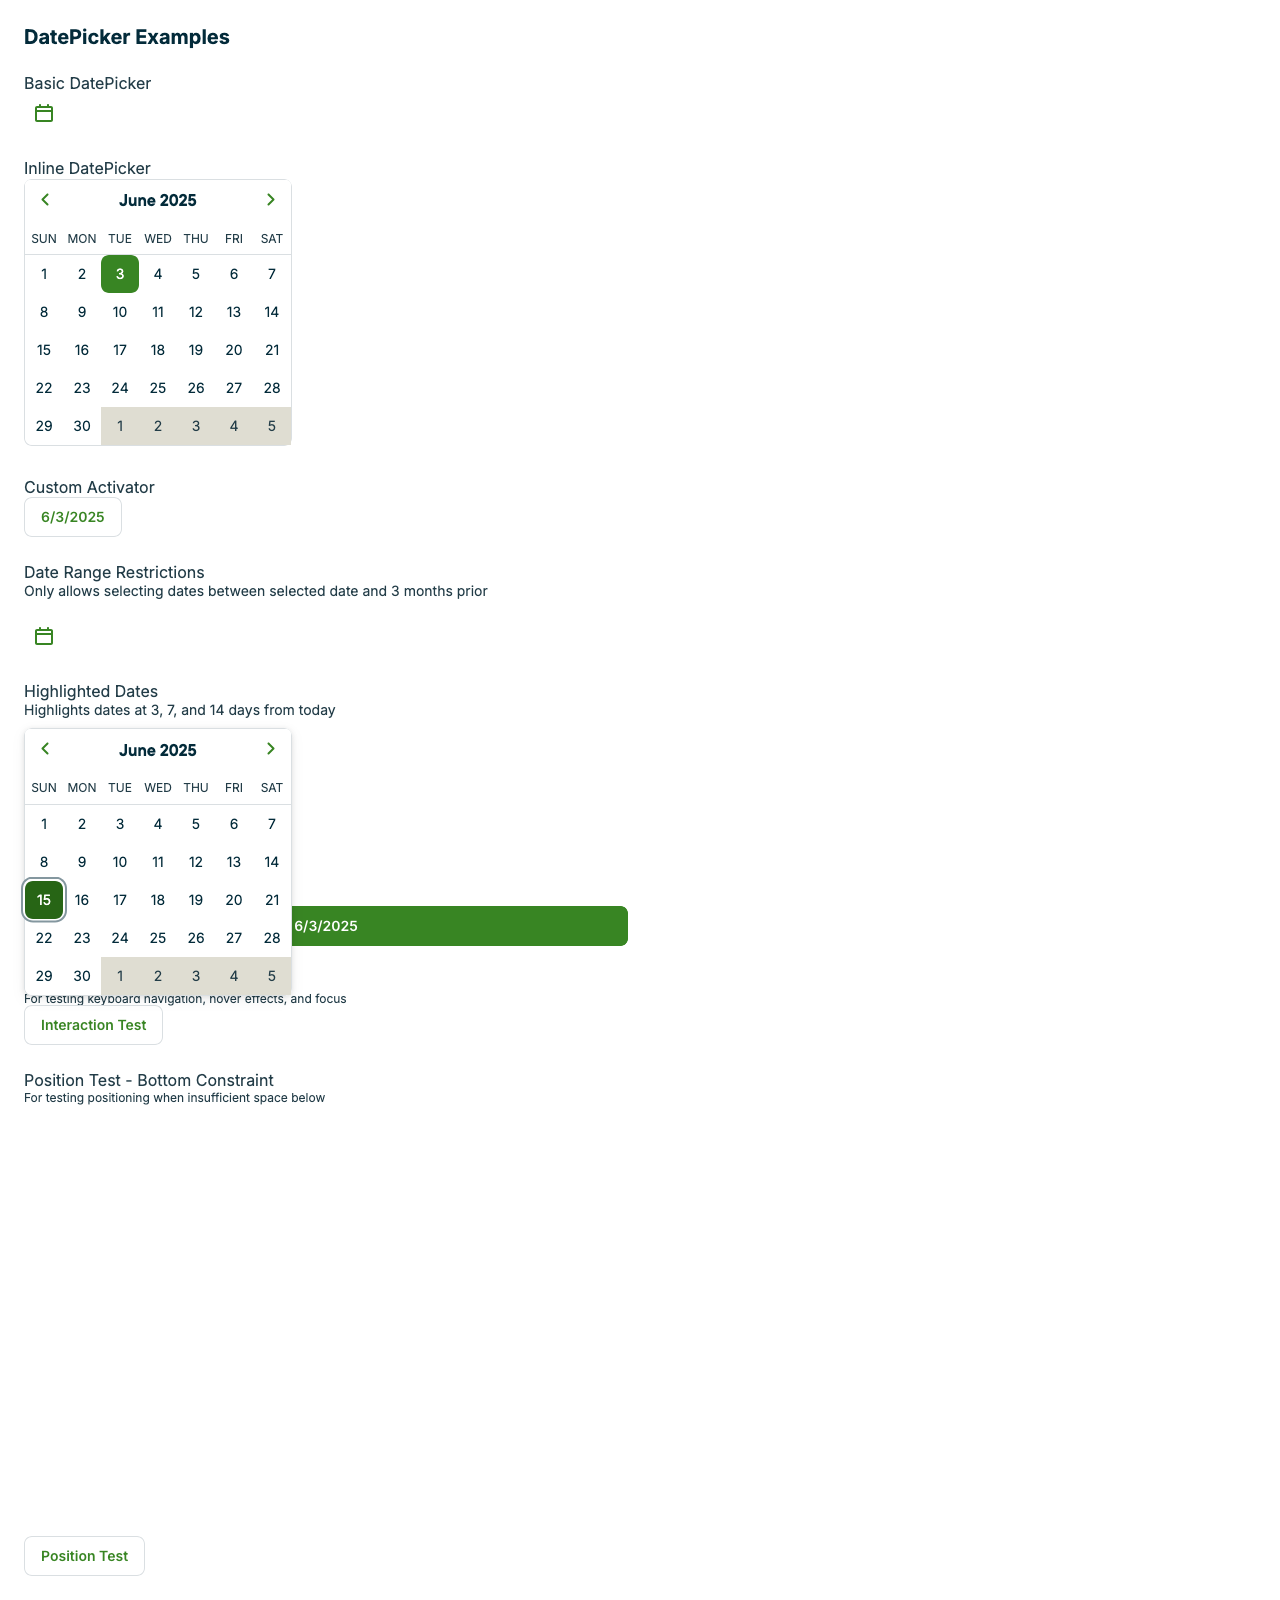 DatePicker Examples
Basic DatePicker
Inline DatePicker
June 2025
SUN MON TUE WED THU FRI SAT
1 2 3 4 5 6 7
8 9 10 11 12 13 14
15 16 17 18 19 20 21
22 23 24 25 26 27 28
29 30 1 2 3 4 5
Custom Activator
6/3/2025
Date Range Restrictions
Only allows selecting dates between selected date and 3 months prior
Highlighted Dates
Highlights dates at 3, 7, and 14 days from today
June 2025
SUN MON TUE WED THU FRI SAT
1 2 3 4 5 6 7
8 9 10 11 12 13 14
15 16 17 18 19 20 21
6/3/2025
22 23 24 25 26 27 28
29 30 1 2 3 4 5
For testing keyboard navigation, hover effects, and focus
Interaction Test
Position Test - Bottom Constraint
For testing positioning when insufficient space below
Position Test